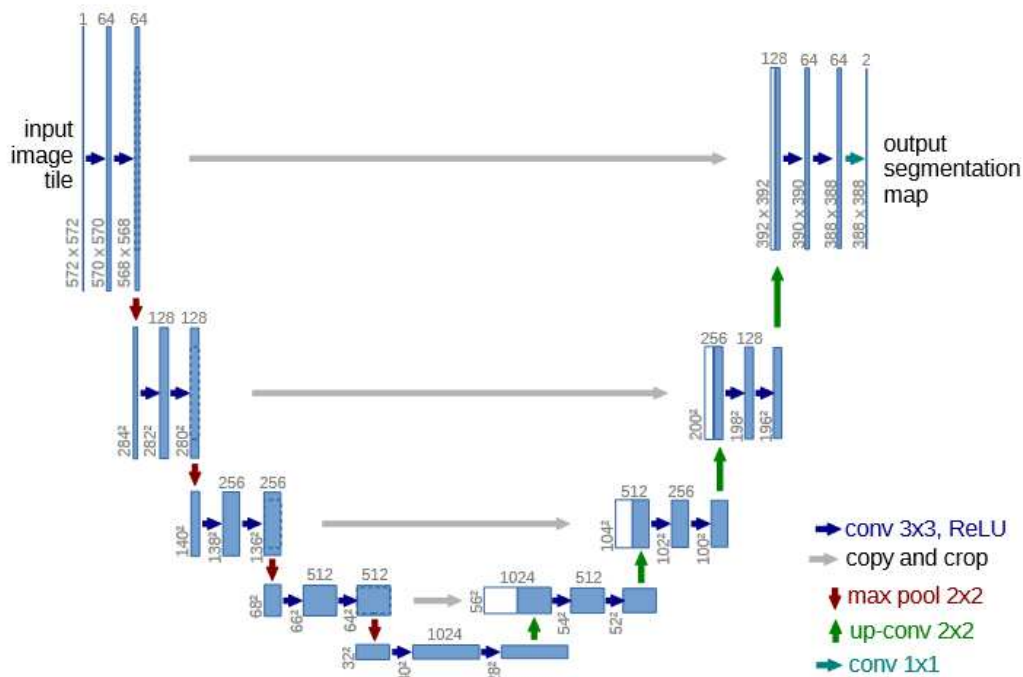 1 64 64
128 64 64 2
input
image
tile
output
segmentation
map
572 x 572
570 x 570
568 x 568
392 x 392
390 x 390
388 x 388
388 x 388
128 128
256 128
284²
282²
280²
200²
198²
196²
256 256
512 256
140²
138²
136²
104²
102²
100²
512 512
1024 512
68²
66²
64²
56²
54²
52²
1024
32²
conv 3x3, ReLU
copy and crop
max pool 2x2
up-conv 2x2
conv 1x1